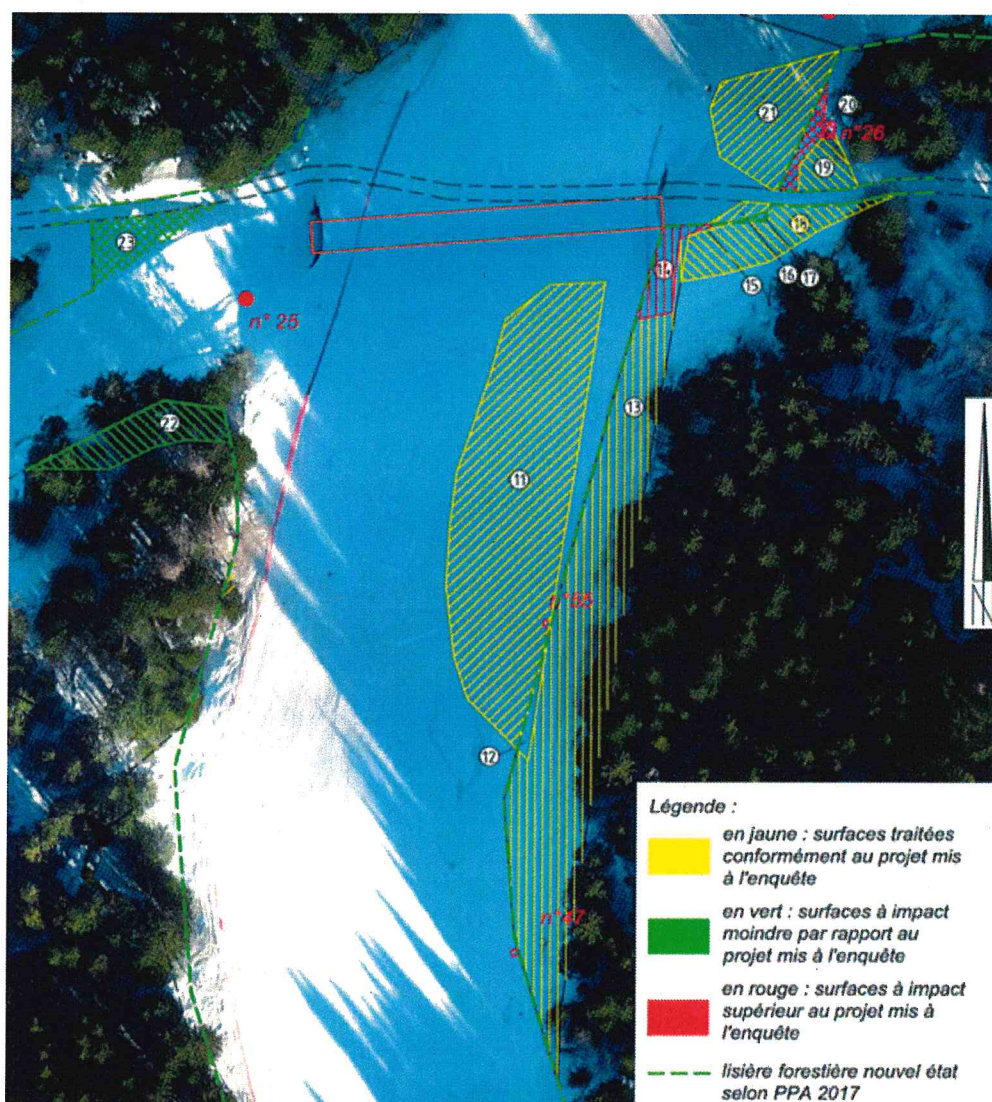 21
20
n°26
19
23
18
14
15
16
17
n° 25
13
22
11
12
n°47
N
Légende :
en jaune : surfaces traitées
conformément au projet mis
à l'enquête
en vert : surfaces à impact
moindre par rapport au
projet mis à l'enquête
en rouge : surfaces à impact
supérieur au projet mis à
l'enquête
lisière forestière nouvel état
selon PPA 2017